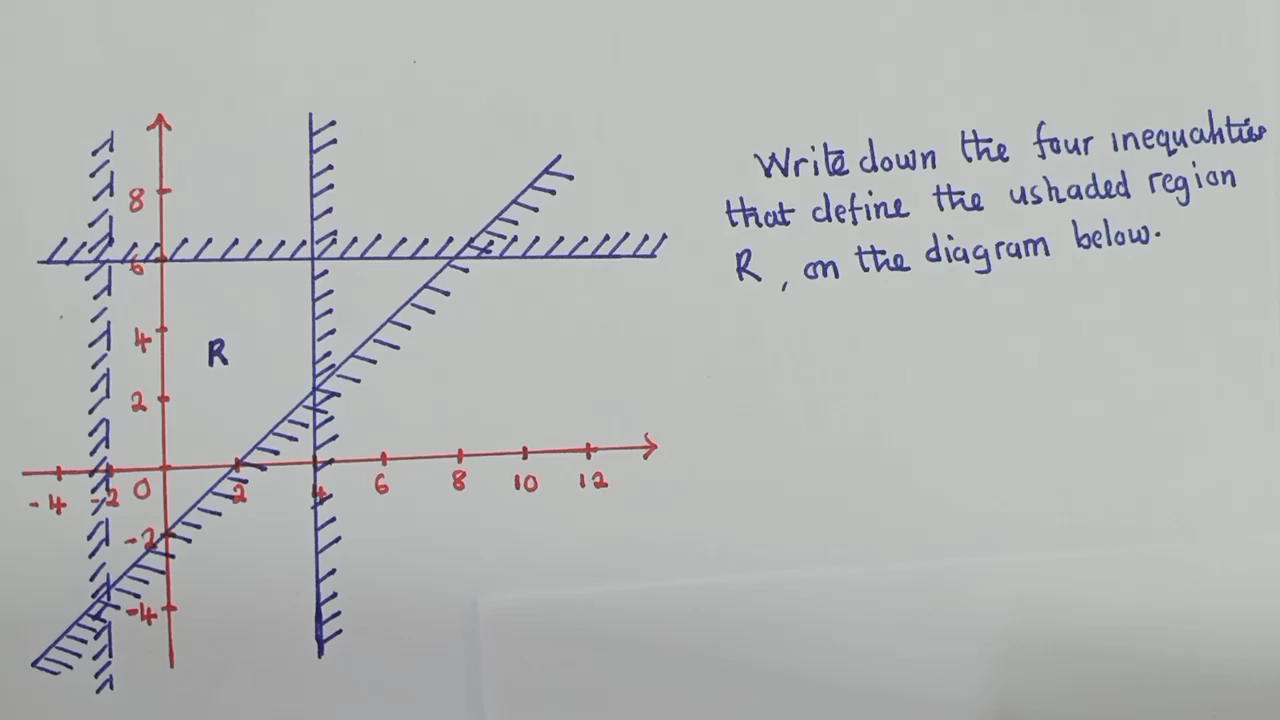 Write down the four inequalities
that define the ushaded region
R, on the diagram below.
8
6
4
R
2
-4 -2 0 2 4 6 8 10 12
-2
-4